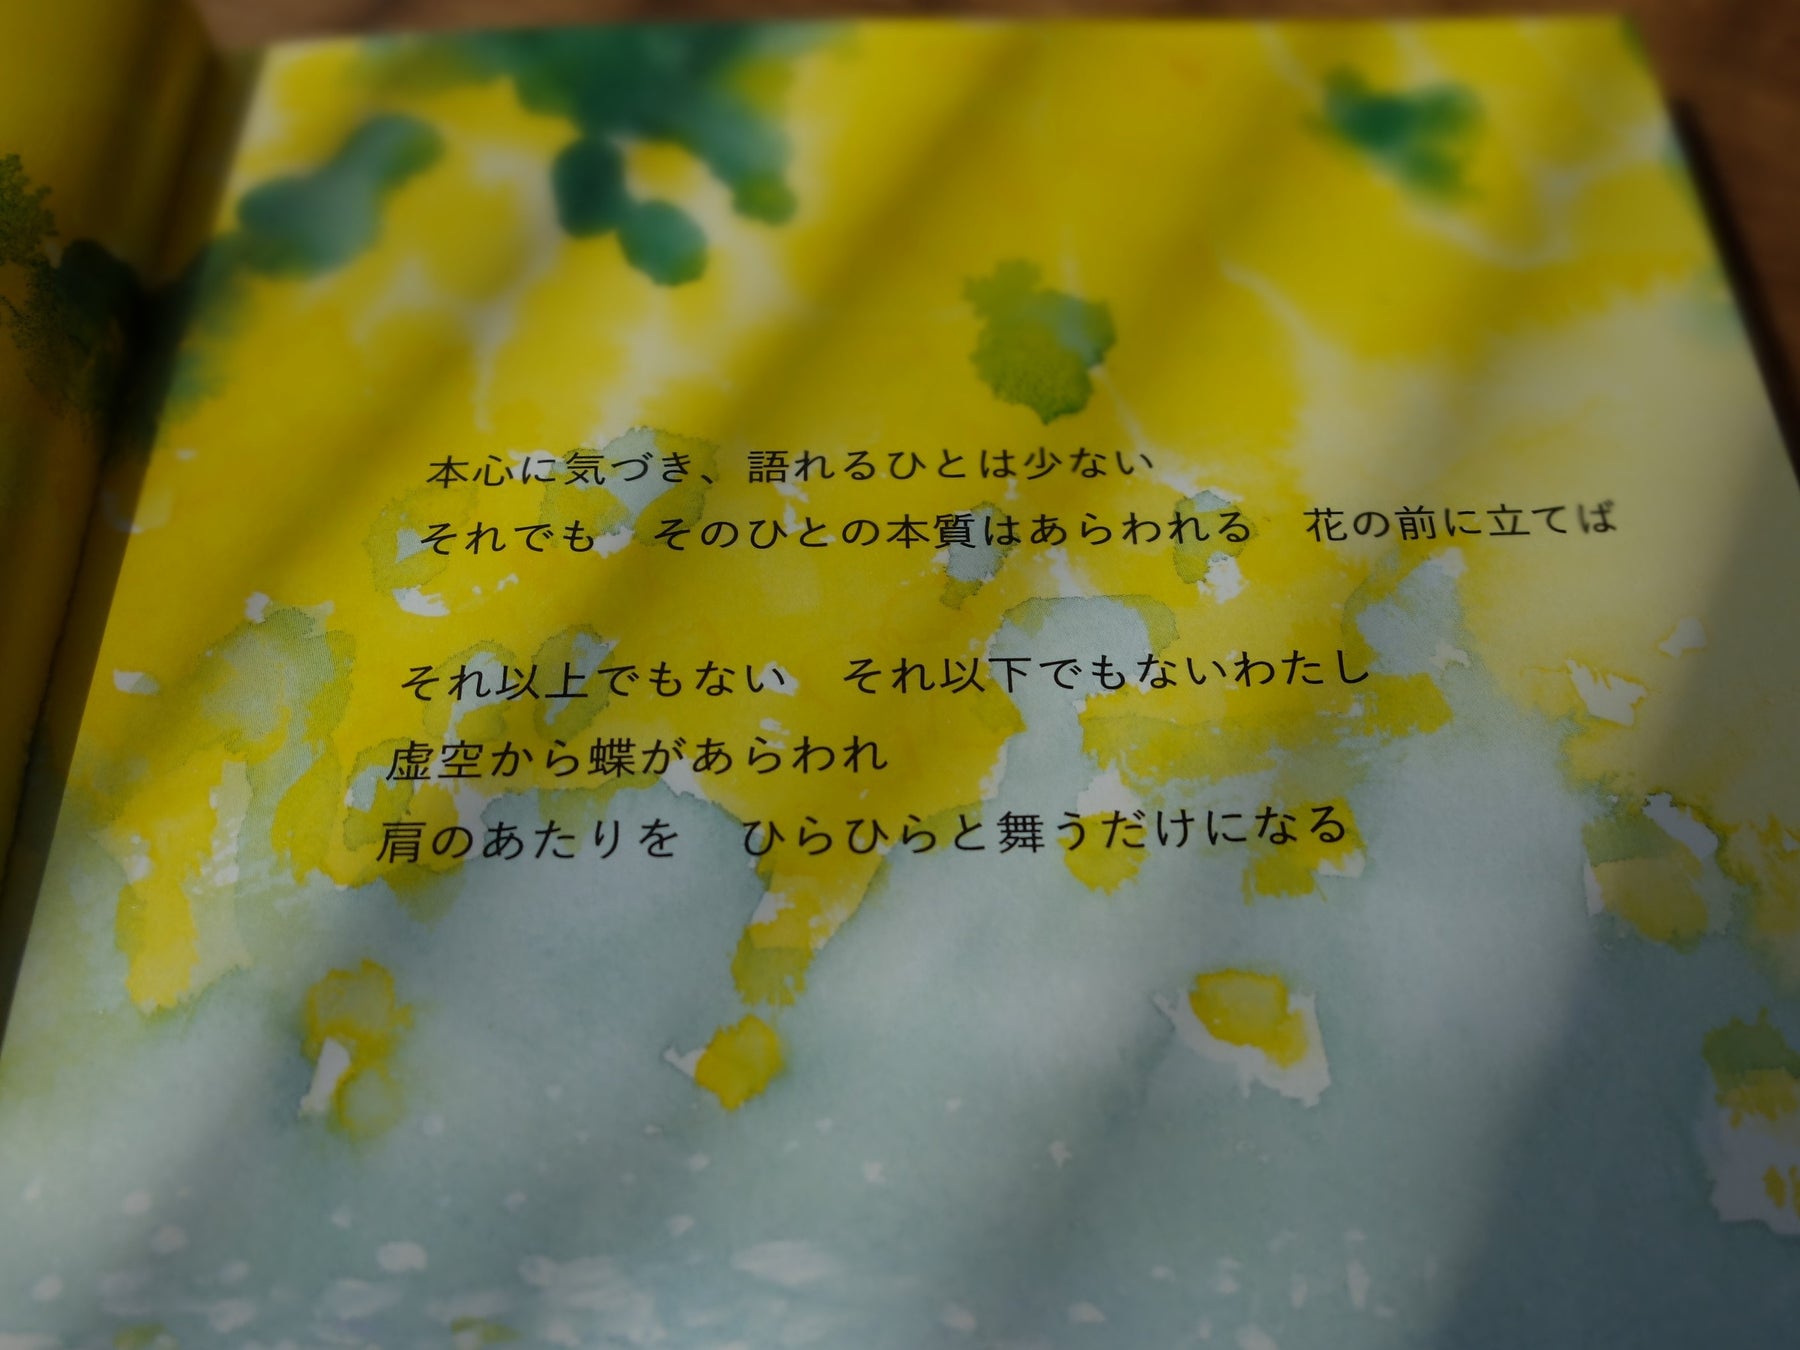 本心に気づき、語れるひとは少ない
それでも　そのひとの本質はあらわれる　花の前に立てば
それ以上でもない　それ以下でもないわたし
虚空から蝶があらわれ
肩のあたりを　ひらひらと舞うだけになる